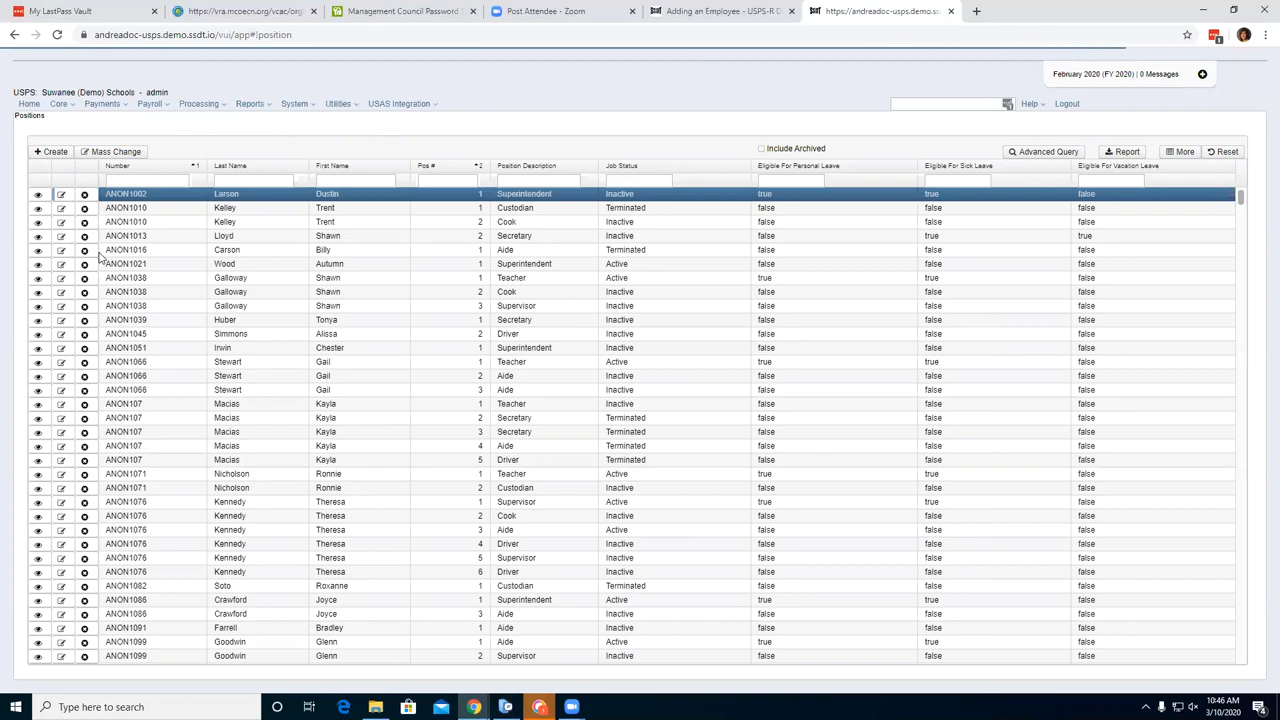 My LastPass Vault
https://vra.mcoecn.org/vcac/org/
Management Council Password
Post Attendee - Zoom
Adding an Employee - USPS-R D
https://andreadoc-usps.demo.ss
andreadoc-usps.demo.ssdt.io/vui/app#!position
February 2020 (FY 2020) | 0 Messages
USPS: Suwanee (Demo) Schools - admin
Home Core Payments Payroll Processing Reports System Utilities USAS Integration Help Logout
Positions
Create Mass Change Include Archived Advanced Query Report More Reset
Number 1 Last Name First Name Pos # 2 Position Description Job Status Eligible For Personal Leave Eligible For Sick Leave Eligible For Vacation Leave
ANON1002 Larson Dustin 1 Superintendent Inactive true true false
ANON1010 Kelley Trent 1 Custodian Terminated false false false
ANON1010 Kelley Trent 2 Cook Inactive false false false
ANON1013 Lloyd Shawn 2 Secretary Inactive true true true
ANON1016 Carson Billy 1 Aide Terminated false false false
ANON1021 Wood Autumn 1 Superintendent Active false false false
ANON1038 Galloway Shawn 1 Teacher Active true true false
ANON1038 Galloway Shawn 2 Cook Inactive false false false
ANON1038 Galloway Shawn 3 Supervisor Inactive false false false
ANON1039 Huber Tonya 1 Secretary Inactive false false false
ANON1045 Simmons Alissa 2 Driver Inactive false false false
ANON1051 Irwin Chester 1 Superintendent Inactive false false false
ANON1066 Stewart Gail 1 Teacher Active true true false
ANON1066 Stewart Gail 2 Aide Inactive false false false
ANON1066 Stewart Gail 3 Aide Inactive false false false
ANON107 Macias Kayla 1 Teacher Inactive false false false
ANON107 Macias Kayla 2 Secretary Terminated false false false
ANON107 Macias Kayla 3 Secretary Terminated false false false
ANON107 Macias Kayla 4 Aide Terminated false false false
ANON107 Macias Kayla 5 Driver Terminated false false false
ANON1071 Nicholson Ronnie 1 Teacher Active true true false
ANON1071 Nicholson Ronnie 2 Custodian Inactive false false false
ANON1076 Kennedy Theresa 1 Supervisor Active true true false
ANON1076 Kennedy Theresa 2 Cook Inactive false false false
ANON1076 Kennedy Theresa 3 Aide Active false false false
ANON1076 Kennedy Theresa 4 Driver Inactive false false false
ANON1076 Kennedy Theresa 5 Supervisor Inactive false false false
ANON1076 Kennedy Theresa 6 Driver Inactive false false false
ANON1082 Soto Roxanne 1 Custodian Terminated false false false
ANON1086 Crawford Joyce 1 Superintendent Active true true false
ANON1086 Crawford Joyce 3 Aide Inactive false false false
ANON1091 Farrell Bradley 1 Aide Inactive false false false
ANON1099 Goodwin Glenn 1 Aide Active true true false
ANON1099 Goodwin Glenn 2 Supervisor Inactive false false false
Type here to search
10:46 AM
3/10/2020